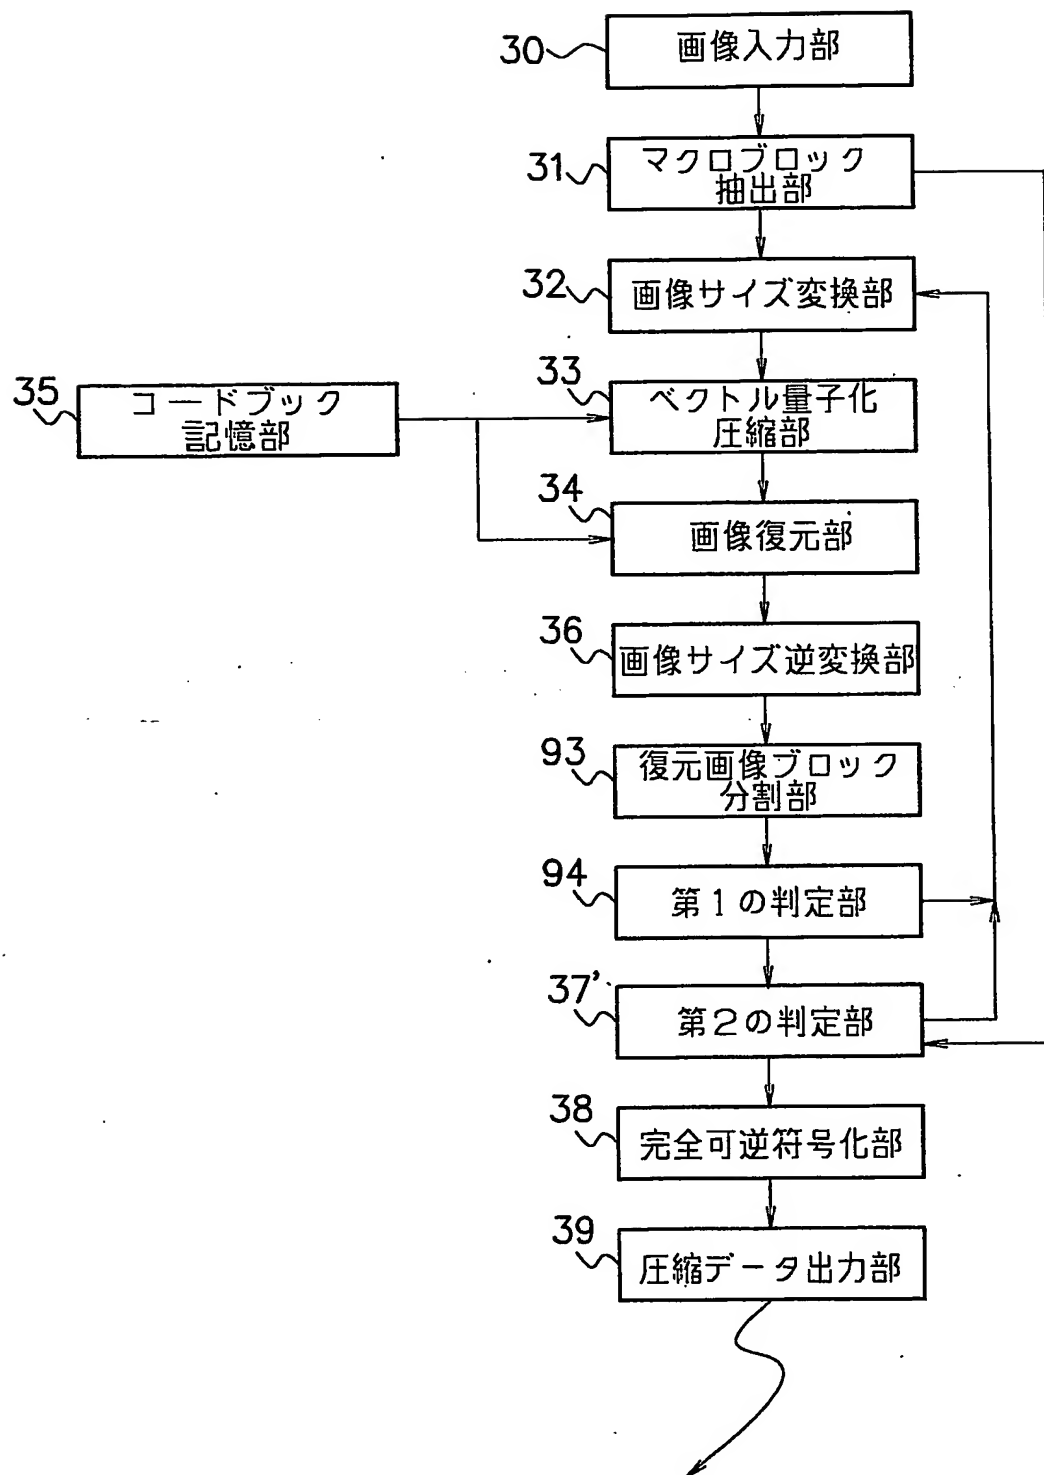 30
画像入力部
31
マクロブロック
抽出部
32
画像サイズ変換部
35
コードブック
記憶部
33
ベクトル量子化
圧縮部
34
画像復元部
36
画像サイズ逆変換部
93
復元画像ブロック
分割部
94
第1の判定部
37'
第2の判定部
38
完全可逆符号化部
39
圧縮データ出力部